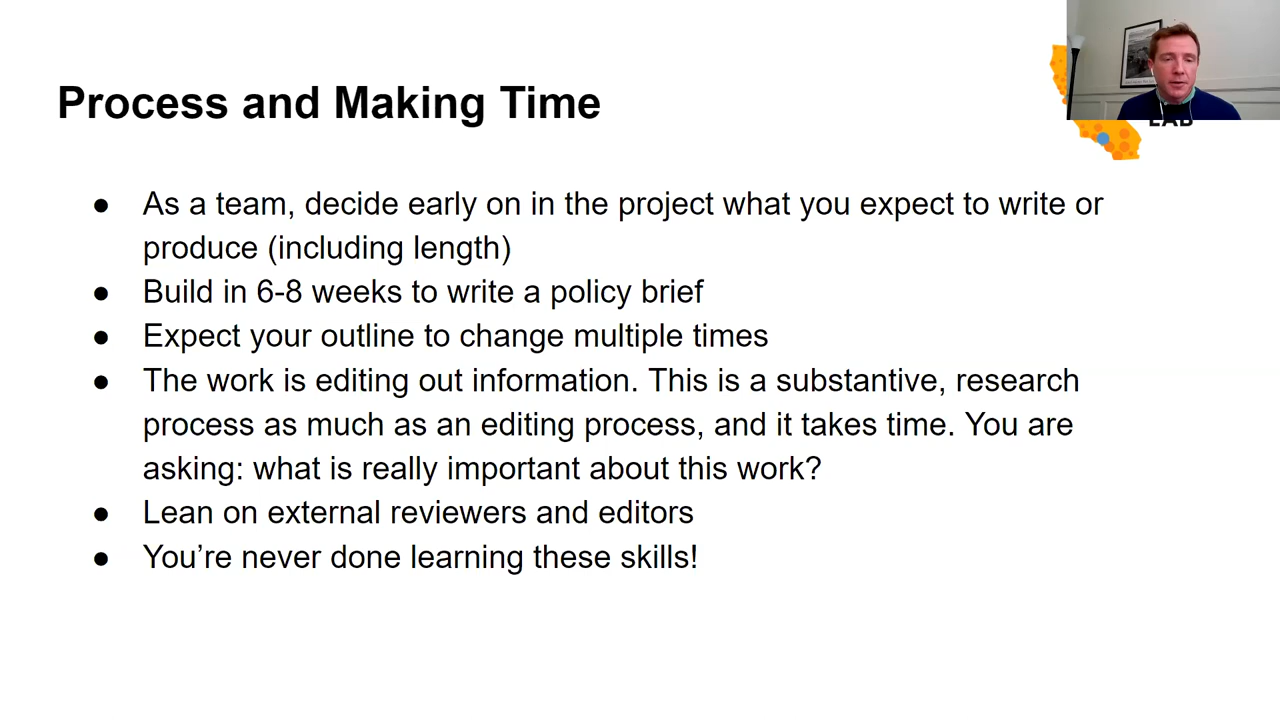 Process and Making Time
LAB
● As a team, decide early on in the project what you expect to write or
produce (including length)
● Build in 6-8 weeks to write a policy brief
● Expect your outline to change multiple times
● The work is editing out information. This is a substantive, research
process as much as an editing process, and it takes time. You are
asking: what is really important about this work?
● Lean on external reviewers and editors
● You’re never done learning these skills!